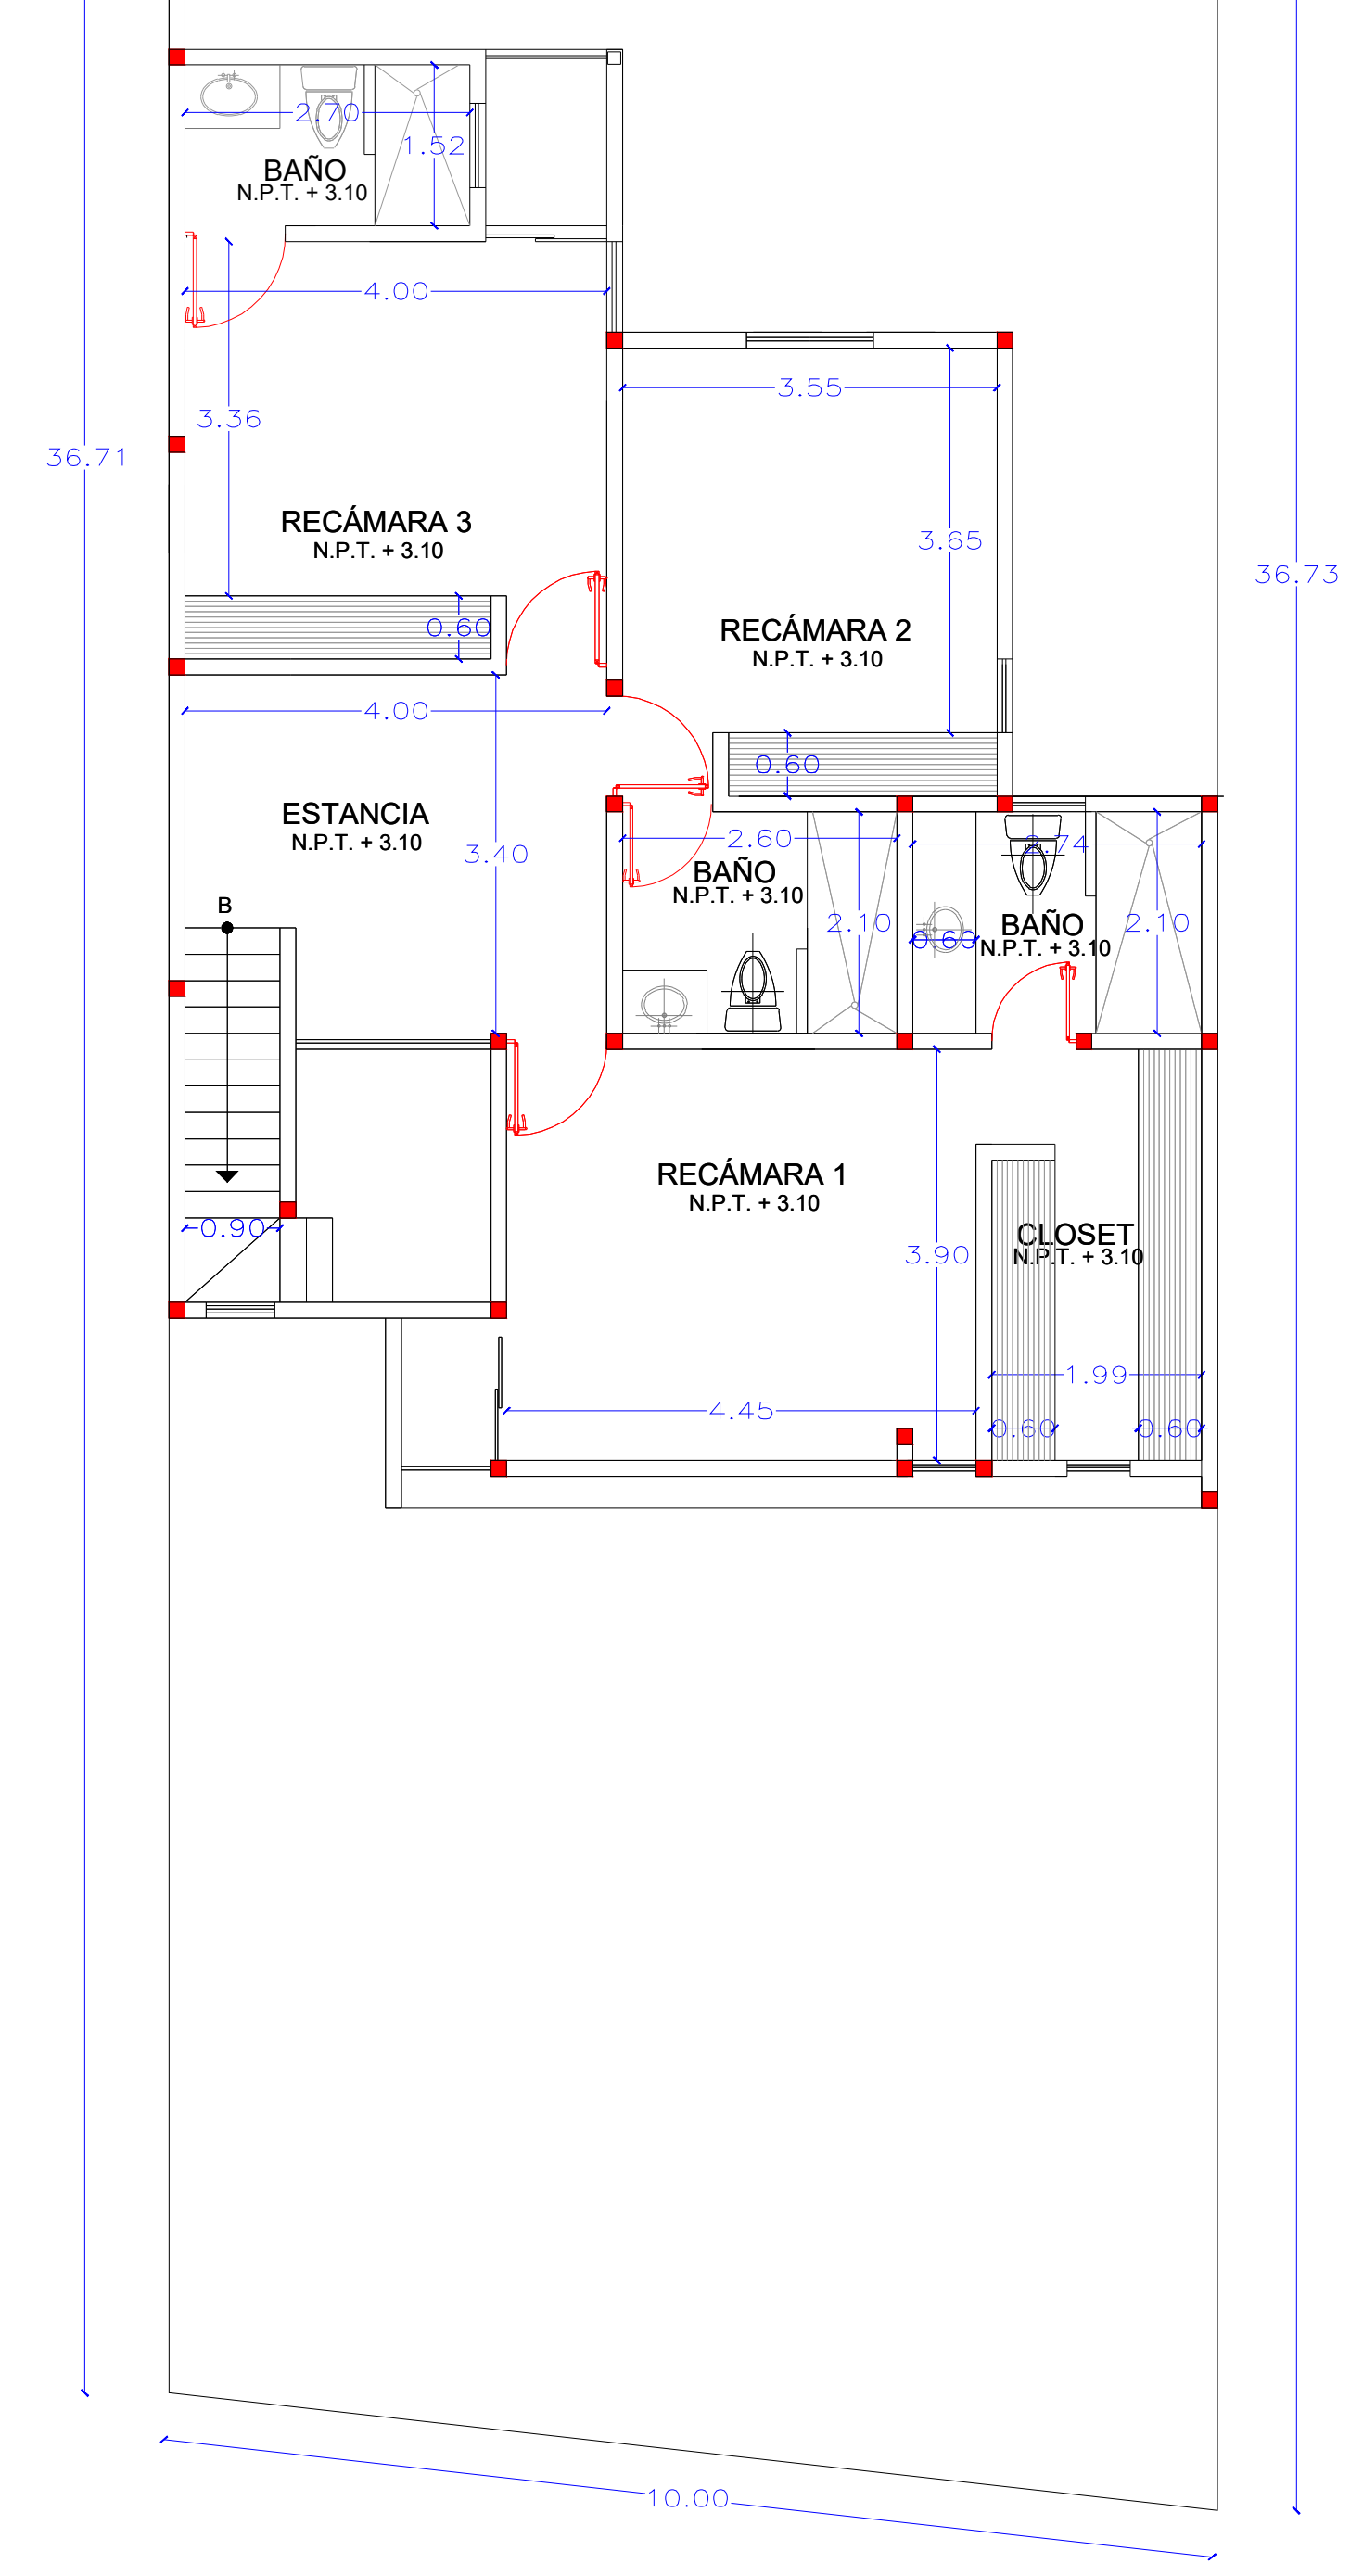 2.70
1.52
BAÑO
N.P.T. + 3.10
4.00
3.55
3.36
36.71
RECÁMARA 3
N.P.T. + 3.10
3.65
36.73
0.60
RECÁMARA 2
N.P.T. + 3.10
4.00
0.60
ESTANCIA
N.P.T. + 3.10
3.40
2.60
2.74
BAÑO
N.P.T. + 3.10
B
2.10
0.60
BAÑO
N.P.T. + 3.10
2.10
RECÁMARA 1
N.P.T. + 3.10
0.90
3.90
CLOSET
N.P.T. + 3.10
1.99
4.45
0.60
0.60
10.00